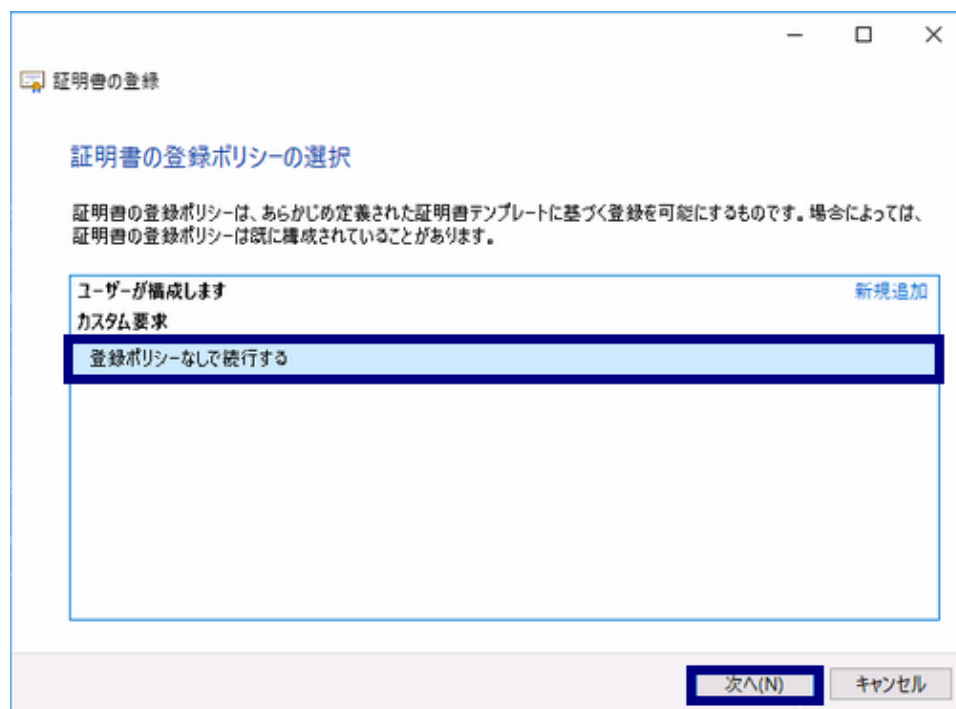 証明書の登録
証明書の登録ポリシーの選択
証明書の登録ポリシーは、あらかじめ定義された証明書テンプレートに基づく登録を可能にするものです。場合によっては、
証明書の登録ポリシーは既に構成されていることがあります。
ユーザーが構成します 新規追加
カスタム要求
登録ポリシーなしで続行する
次へ(N) キャンセル